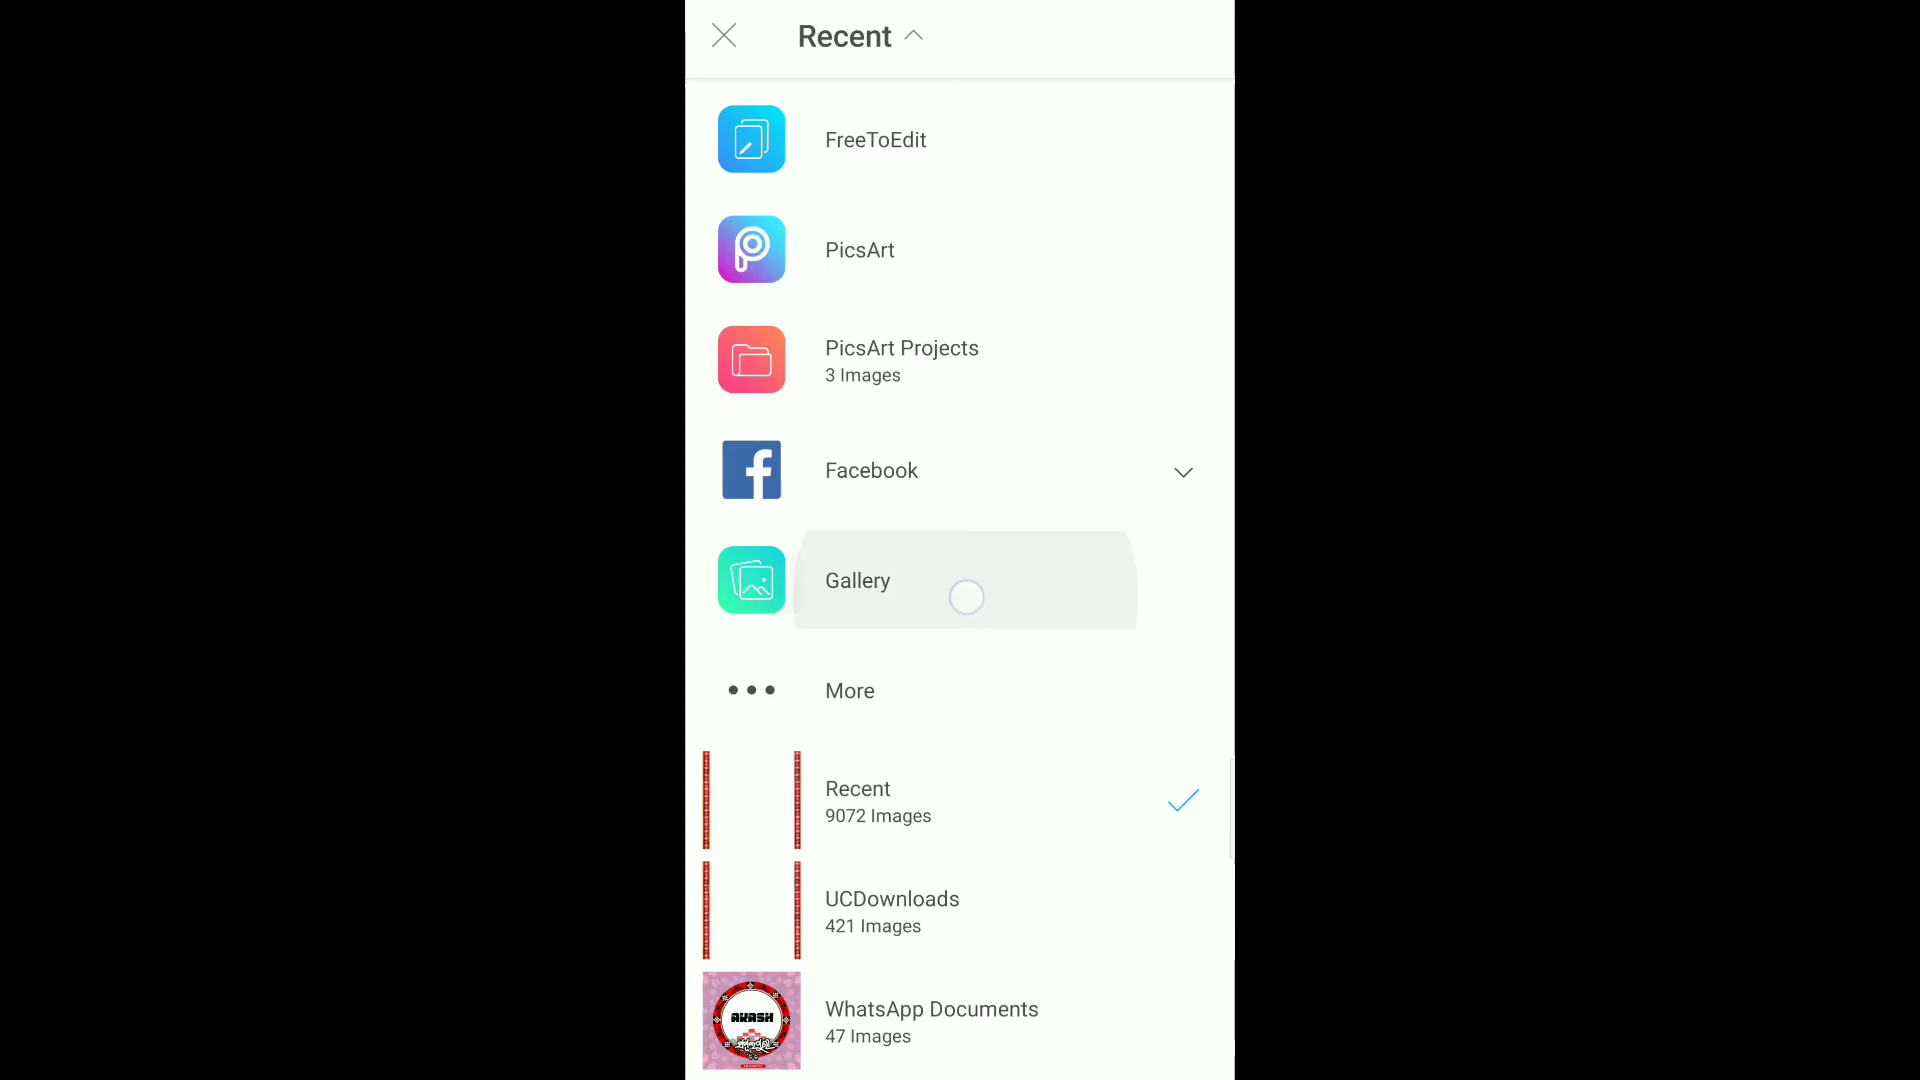 Recent
FreeToEdit
PicsArt
PicsArt Projects
3 Images
Facebook
Gallery
More
Recent
9072 Images
UCDownloads
421 Images
WhatsApp Documents
47 Images
AKASH